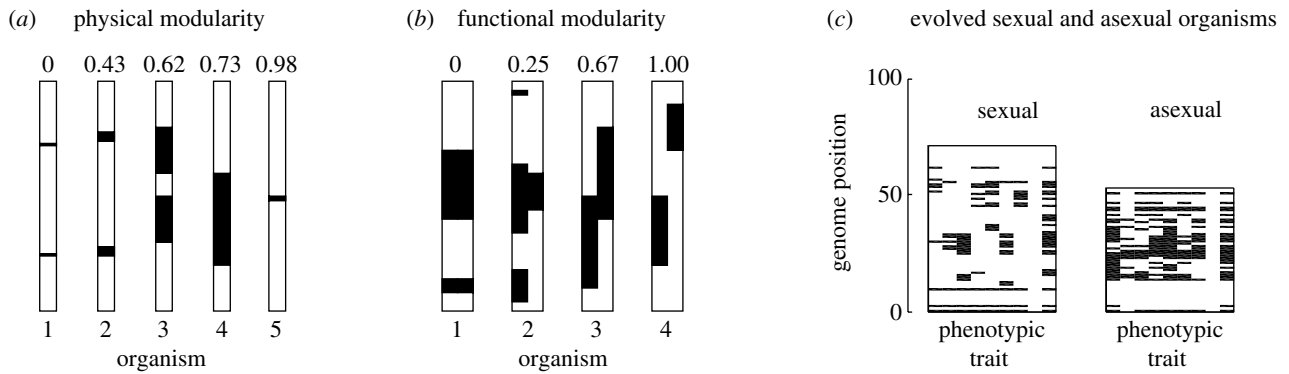 (a) physical modularity
0 0.43 0.62 0.73 0.98
1 2 3 4 5
organism
(b) functional modularity
0 0.25 0.67 1.00
1 2 3 4
organism
(c) evolved sexual and asexual organisms
100
50
0
genome position
sexual
asexual
phenotypic
trait
phenotypic
trait